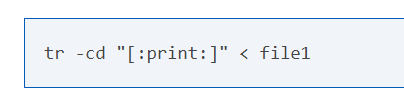 tr -cd "[:print:]" < file1